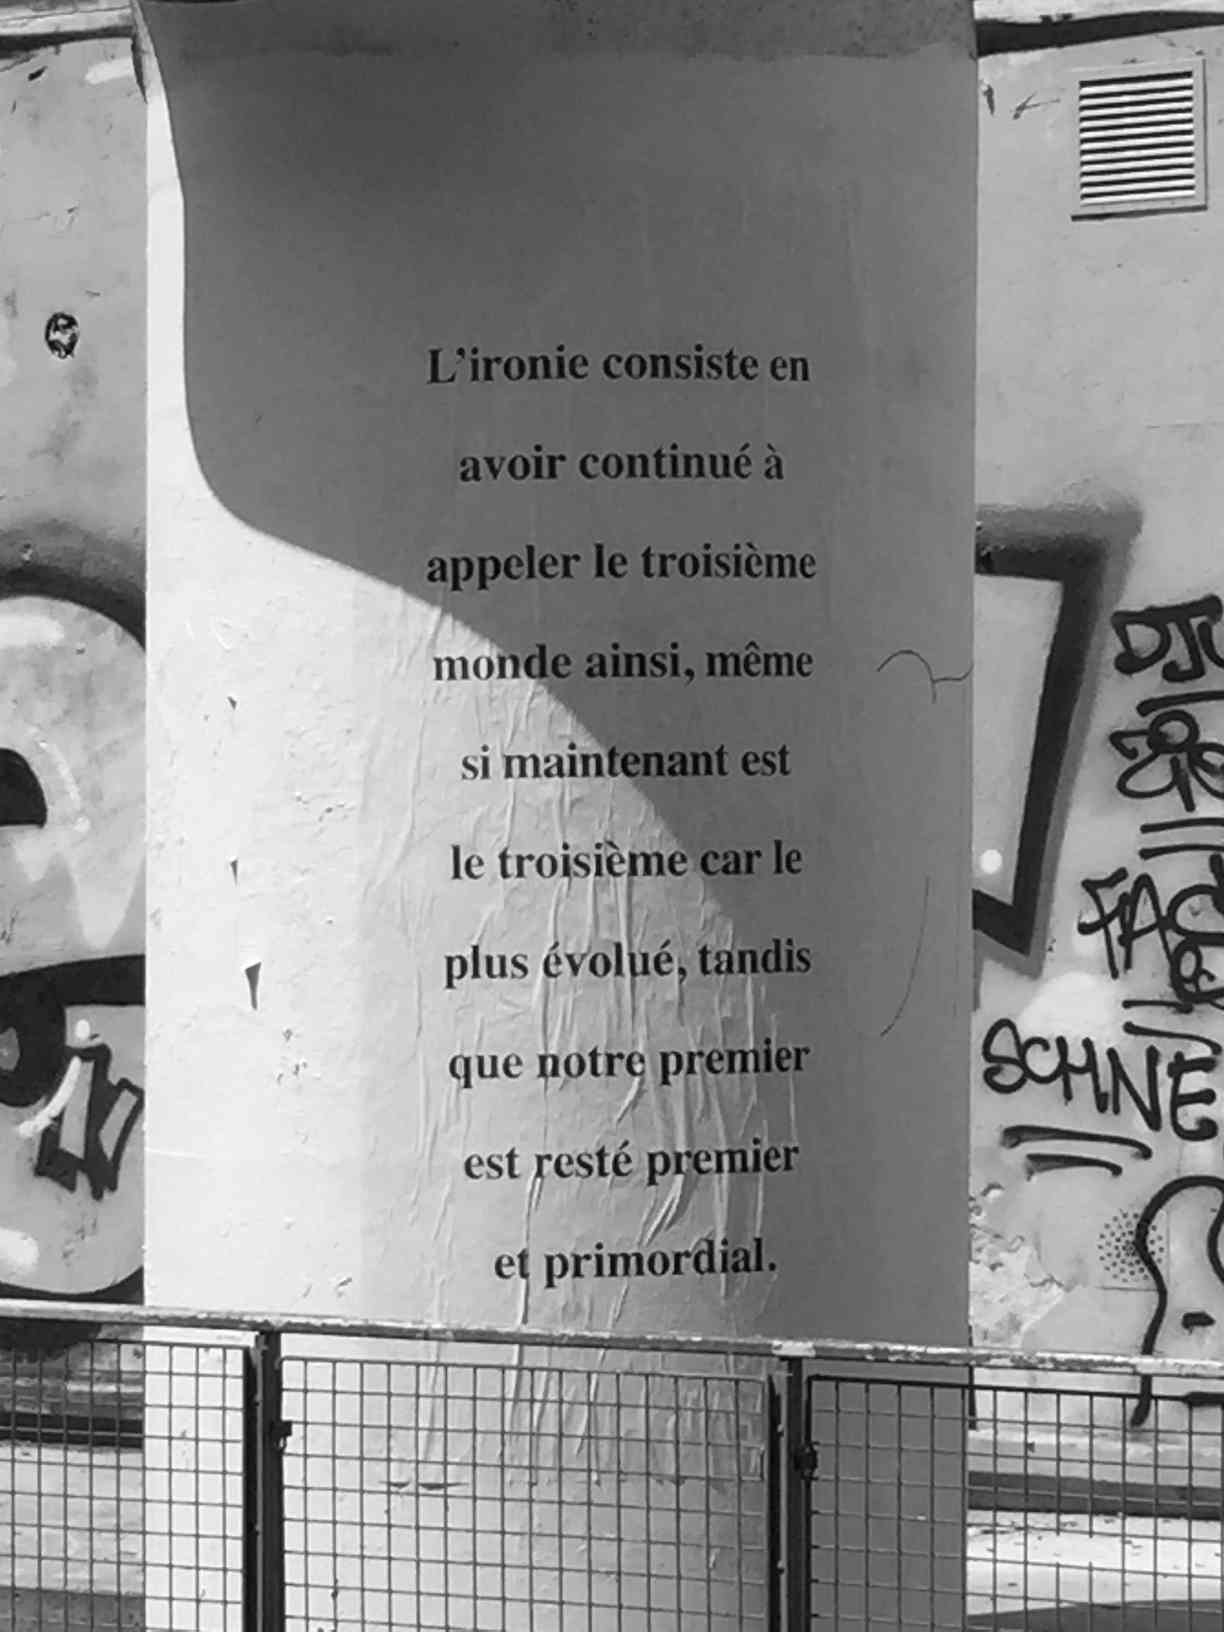 L'ironie consiste en
avoir continué à
appeler le troisième
monde ainsi, même
si maintenant est
le troisième car le
plus évolué, tandis
que notre premier
est resté premier
et primordial.
SCHNE